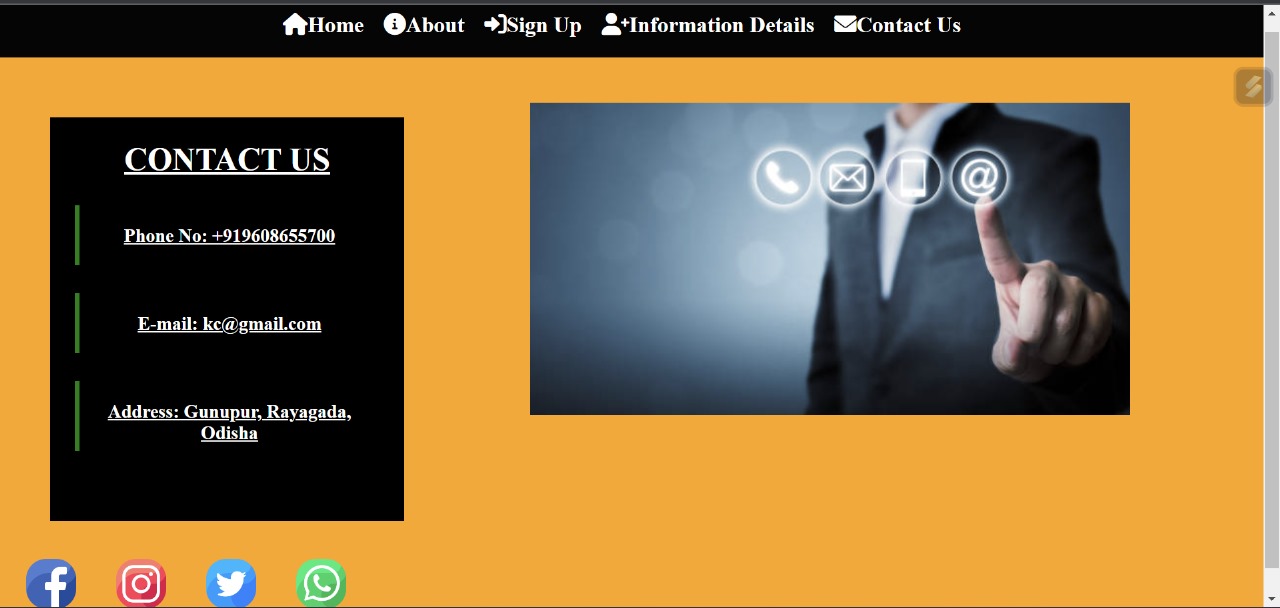 Home About Sign Up Information Details Contact Us
CONTACT US
Phone No: +919608655700
E-mail: kc@gmail.com
Address: Gunupur, Rayagada,
Odisha